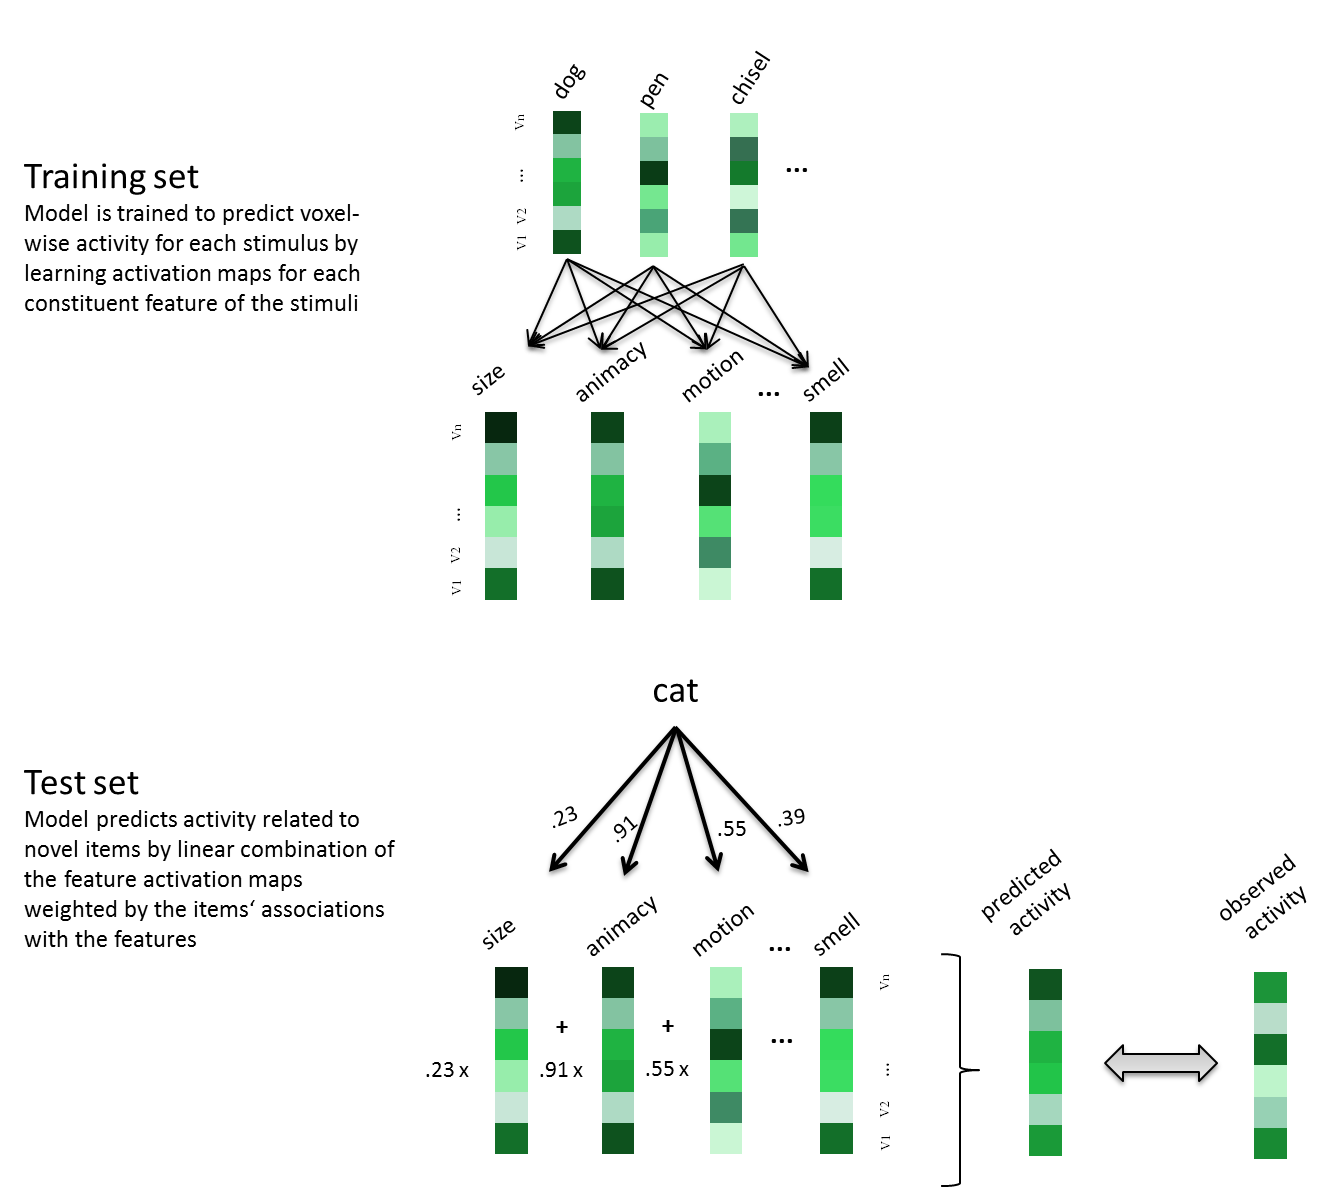 dog
pen
chisel
Vn
...
V2
V1
...
Training set
Model is trained to predict voxel-
wise activity for each stimulus by
learning activation maps for each
constituent feature of the stimuli
size
animacy
motion
...
smell
Vn
...
V2
V1
cat
.23
.91
.55
.39
Test set
Model predicts activity related to
novel items by linear combination of
the feature activation maps
weighted by the items‘ associations
with the features
size
animacy
motion
...
smell
predicted
activity
observed
activity
.23 x
+
.91 x
+
.55 x
...
Vn
...
V2
V1